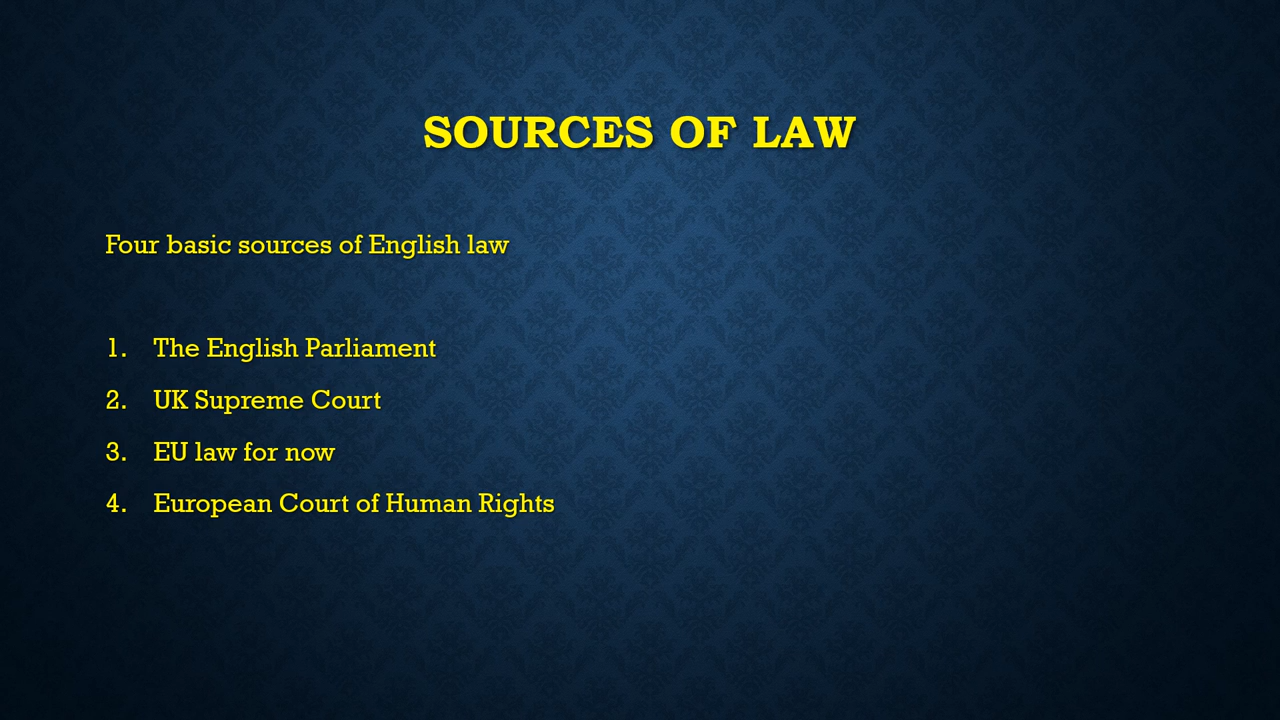 SOURCES OF LAW
Four basic sources of English law
1. The English Parliament
2. UK Supreme Court
3. EU law for now
4. European Court of Human Rights